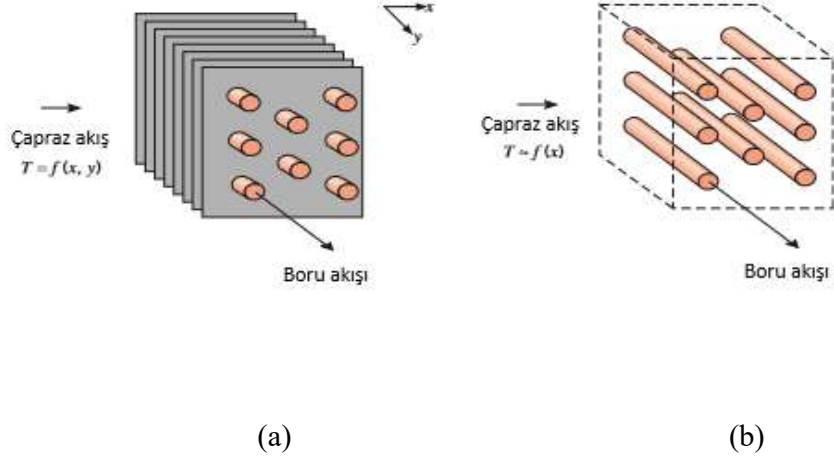 x
y
Çapraz akış
T = f(x, y)
Boru akışı
(a)
Çapraz akış
T ~ f(x)
Boru akışı
(b)